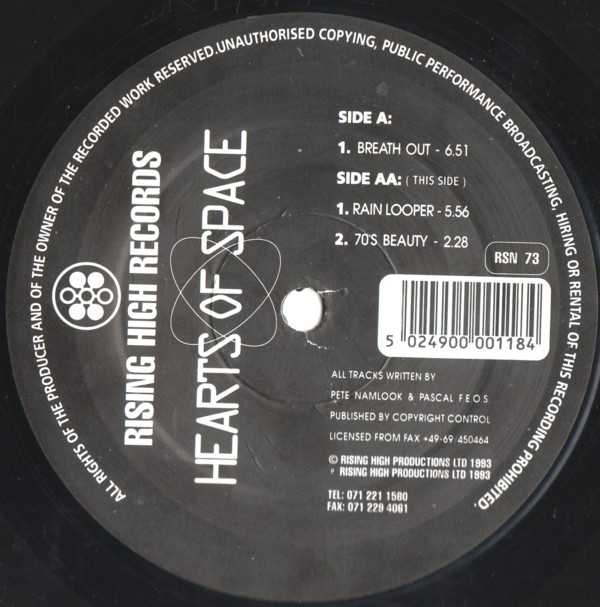 ALL RIGHTS OF THE PRODUCER AND OF THE OWNER OF THE RECORDED WORK RESERVED.UNAUTHORISED COPYING, PUBLIC PERFORMANCE BROADCASTING, HIRING OR RENTAL OF THIS RECORDING PROHIBITED.
RISING HIGH RECORDS
HEARTS OF SPACE
SIDE A:
1. BREATH OUT - 6.51
SIDE AA: ( THIS SIDE )
1. RAIN LOOPER - 5.56
2. 70'S BEAUTY - 2.28
RSN 73
5 024900 001184
ALL TRACKS WRITTEN BY
PETE NAMLOOK & PASCAL F.E.O.S.
PUBLISHED BY COPYRIGHT CONTROL
LICENSED FROM FAX +49-69 450464
© RISING HIGH PRODUCTIONS LTD 1993
P RISING HIGH PRODUCTIONS LTD 1993
TEL: 071 221 1580
FAX: 071 229 4061